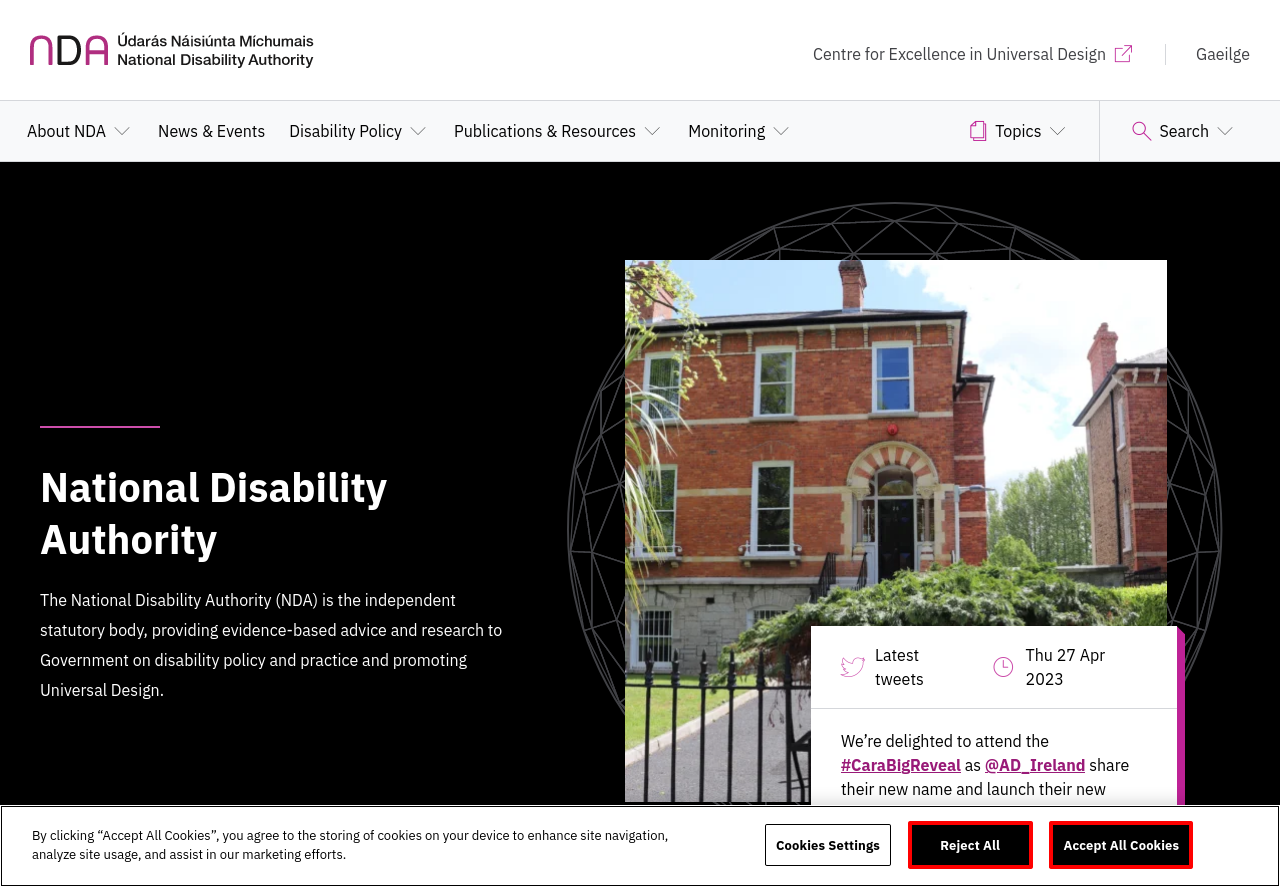 Údarás Náisiúnta Míchumais
National Disability Authority
Centre for Excellence in Universal Design
Gaeilge
About NDA
News & Events
Disability Policy
Publications & Resources
Monitoring
Topics
Search
National Disability
Authority
The National Disability Authority (NDA) is the independent
statutory body, providing evidence-based advice and research to
Government on disability policy and practice and promoting
Universal Design.
Latest
tweets
Thu 27 Apr
2023
We’re delighted to attend the
#CaraBigReveal as @AD_Ireland share
their new name and launch their new
By clicking “Accept All Cookies”, you agree to the storing of cookies on your device to enhance site navigation,
analyze site usage, and assist in our marketing efforts.
Cookies Settings
Reject All
Accept All Cookies